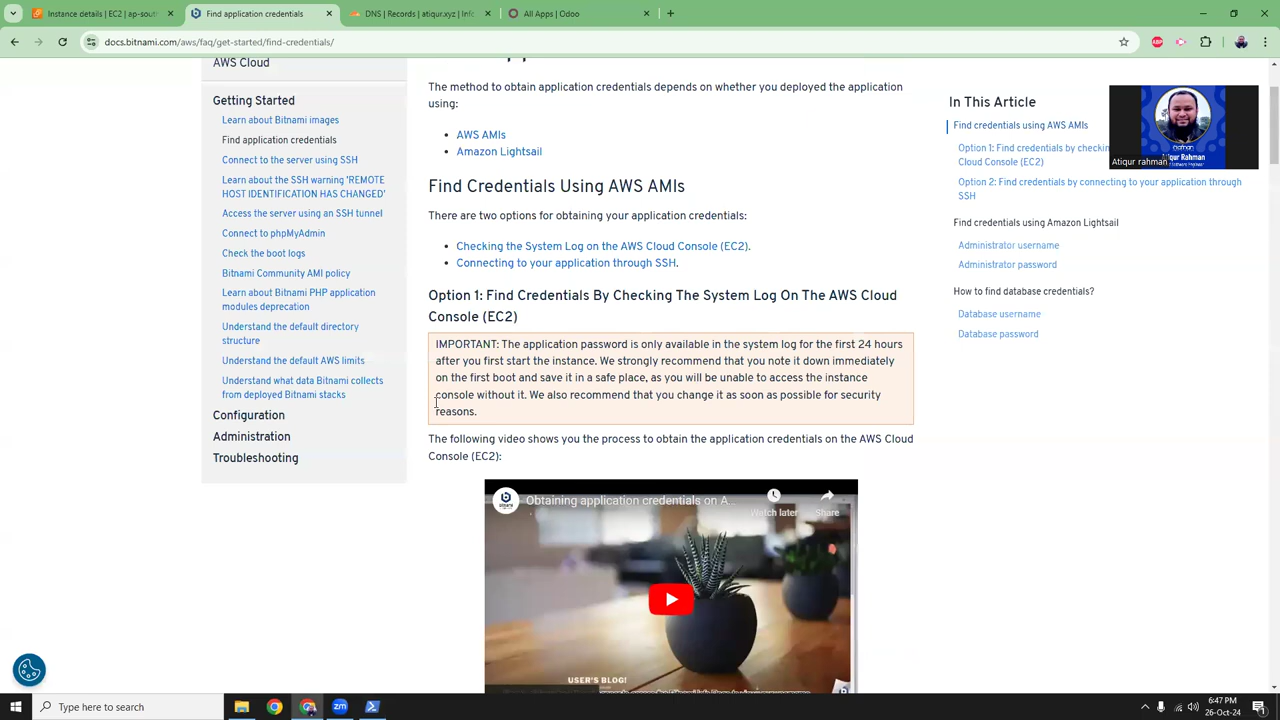 Instance details | EC2 | ap-sout
Find application credentials
DNS | Records | atiqur.xyz | Infor
All Apps | Odoo
docs.bitnami.com/aws/faq/get-started/find-credentials/
AWS Cloud
Getting Started
Learn about Bitnami images
Find application credentials
Connect to the server using SSH
Learn about the SSH warning 'REMOTE
HOST IDENTIFICATION HAS CHANGED'
Access the server using an SSH tunnel
Connect to phpMyAdmin
Check the boot logs
Bitnami Community AMI policy
Learn about Bitnami PHP application
modules deprecation
Understand the default directory
structure
Understand the default AWS limits
Understand what data Bitnami collects
from deployed Bitnami stacks
Configuration
Administration
Troubleshooting
The method to obtain application credentials depends on whether you deployed the application
using:
AWS AMIs
Amazon Lightsail
Find Credentials Using AWS AMIs
There are two options for obtaining your application credentials:
Checking the System Log on the AWS Cloud Console (EC2).
Connecting to your application through SSH.
Option 1: Find Credentials By Checking The System Log On The AWS Cloud
Console (EC2)
IMPORTANT: The application password is only available in the system log for the first 24 hours
after you first start the instance. We strongly recommend that you note it down immediately
on the first boot and save it in a safe place, as you will be unable to access the instance
console without it. We also recommend that you change it as soon as possible for security
reasons.
The following video shows you the process to obtain the application credentials on the AWS Cloud
Console (EC2):
Obtaining application credentials on A...
Watch later
Share
USER'S BLOG!
In This Article
Find credentials using AWS AMIs
Option 1: Find credentials by checkin
Cloud Console (EC2)
Option 2: Find credentials by connecting to your application through
SSH
Find credentials using Amazon Lightsail
Administrator username
Administrator password
How to find database credentials?
Database username
Database password
Atiqur Rahman
Atiqur rahman
Type here to search
6:47 PM
26-Oct-24